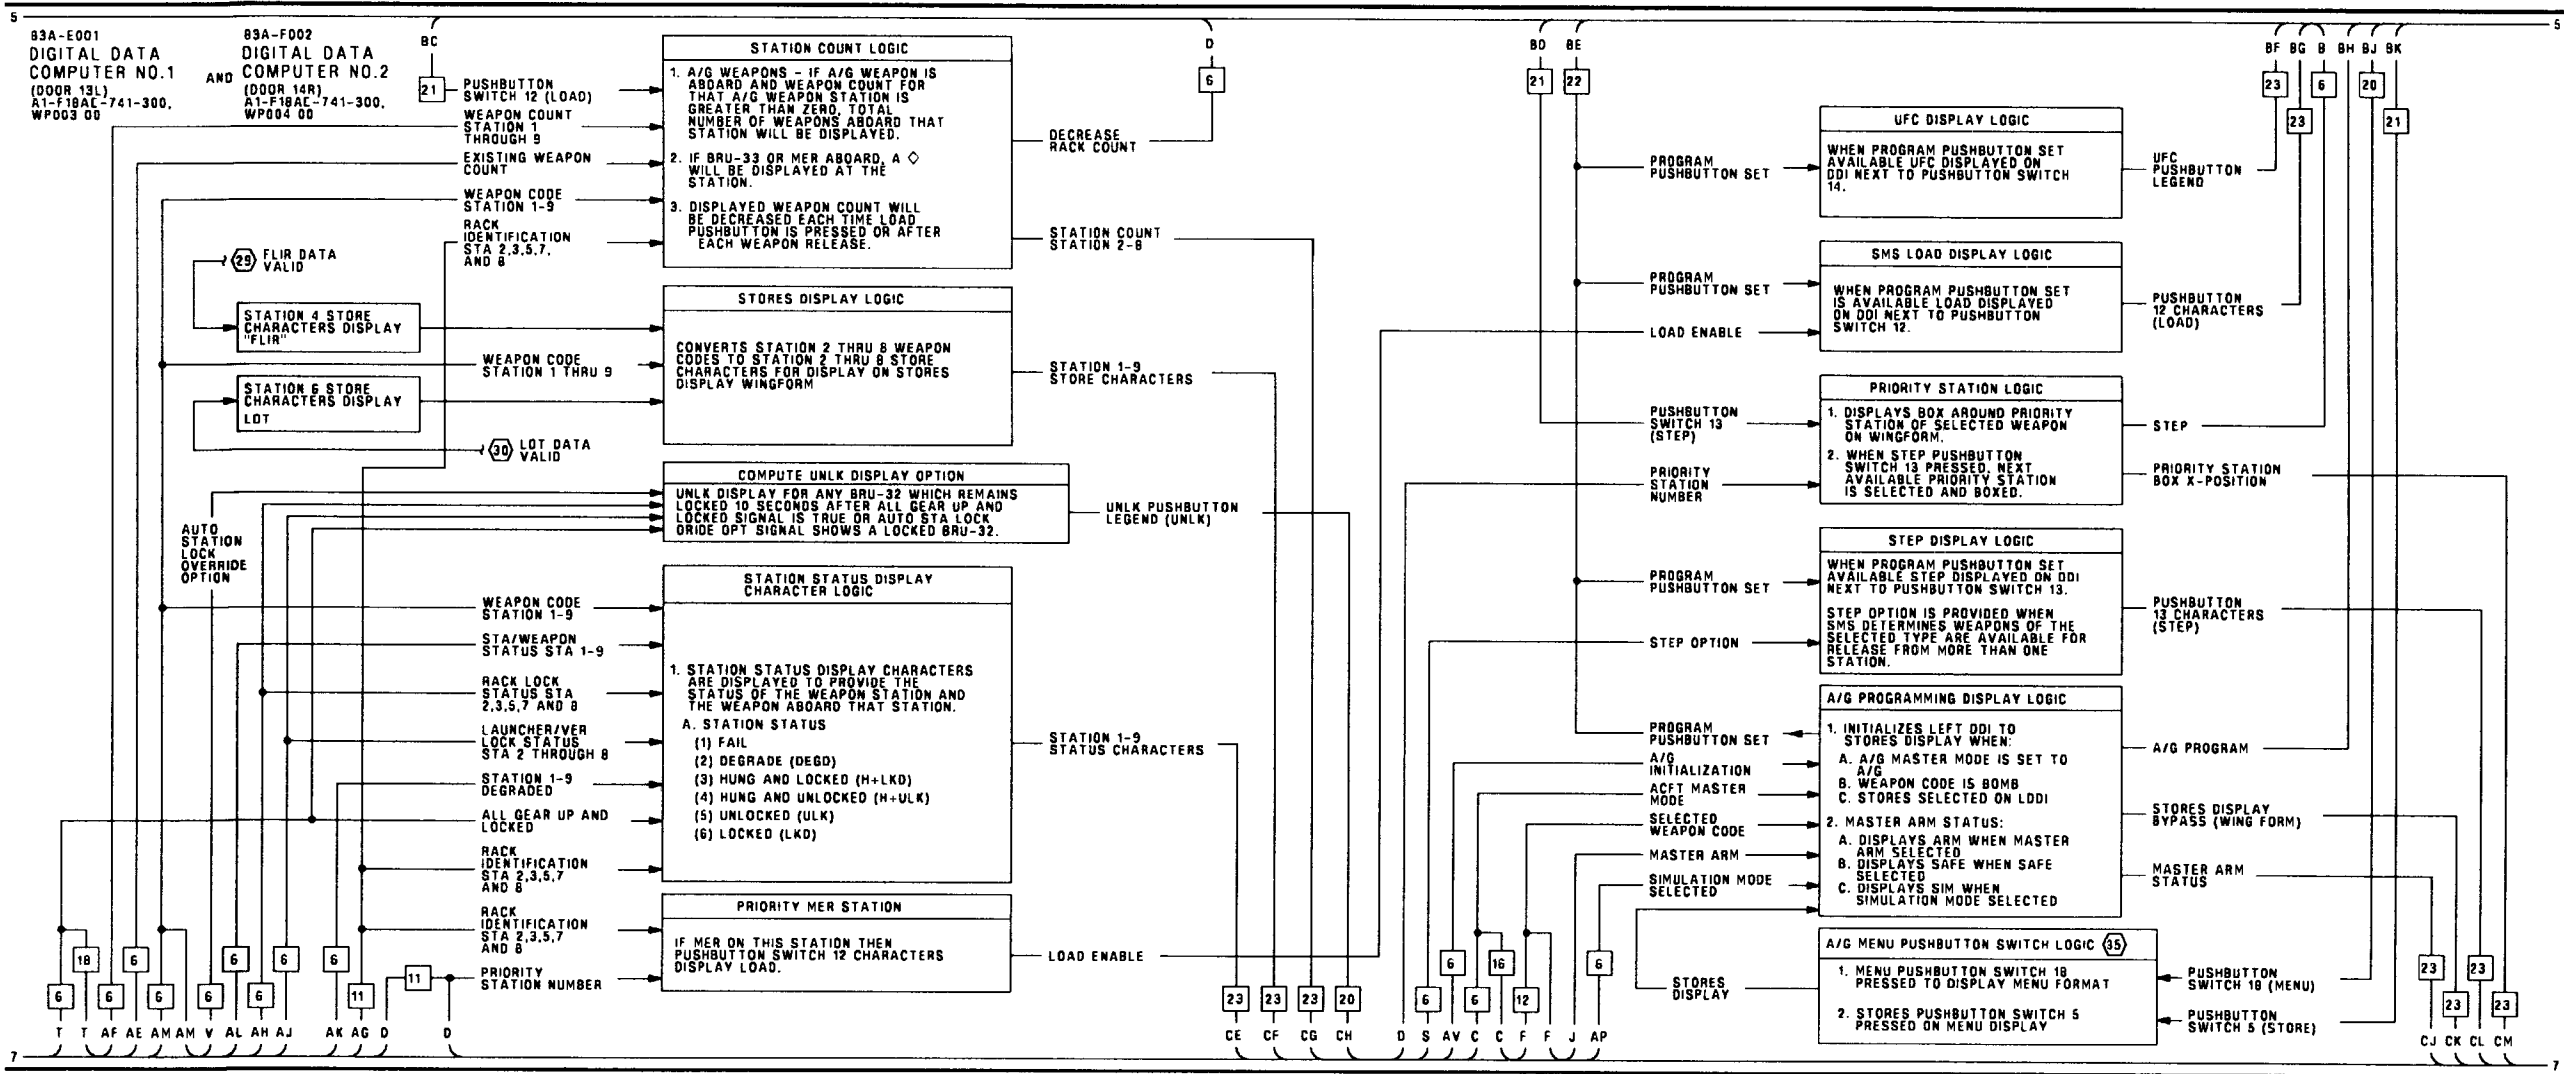 5
5
83A-E001
DIGITAL DATA
COMPUTER NO.1
(DOOR 13L)
A1-F18AC-741-300,
WP003 00
AND
83A-F002
DIGITAL DATA
COMPUTER NO.2
(DOOR 14R)
A1-F18AC-741-300,
WP004 00
BC
21
PUSHBUTTON
SWITCH 12 (LOAD)
WEAPON COUNT
STATION 1
THROUGH 9
EXISTING WEAPON
COUNT
WEAPON CODE
STATION 1-9
RACK
IDENTIFICATION
STA 2,3,5,7,
AND 8
STATION COUNT LOGIC
1. A/G WEAPONS - IF A/G WEAPON IS
ABOARD AND WEAPON COUNT FOR
THAT A/G WEAPON STATION IS
GREATER THAN ZERO, TOTAL
NUMBER OF WEAPONS ABOARD THAT
STATION WILL BE DISPLAYED.
2. IF BRU-33 OR MER ABOARD, A ◇
WILL BE DISPLAYED AT THE
STATION.
3. DISPLAYED WEAPON COUNT WILL
BE DECREASED EACH TIME LOAD
PUSHBUTTON IS PRESSED OR AFTER
EACH WEAPON RELEASE.
D
6
DECREASE
RACK COUNT
STATION COUNT
STATION 2-8
29 FLIR DATA
VALID
STATION 4 STORE
CHARACTERS DISPLAY
"FLIR"
WEAPON CODE
STATION 1 THRU 9
STATION 6 STORE
CHARACTERS DISPLAY
LDT
30 LDT DATA
VALID
STORES DISPLAY LOGIC
CONVERTS STATION 2 THRU 8 WEAPON
CODES TO STATION 2 THRU 8 STORE
CHARACTERS FOR DISPLAY ON STORES
DISPLAY WINGFORM
STATION 1-9
STORE CHARACTERS
COMPUTE UNLK DISPLAY OPTION
UNLK DISPLAY FOR ANY BRU-32 WHICH REMAINS
LOCKED 10 SECONDS AFTER ALL GEAR UP AND
LOCKED SIGNAL IS TRUE OR AUTO STA LOCK
ORIDE OPT SIGNAL SHOWS A LOCKED BRU-32.
UNLK PUSHBUTTON
LEGEND (UNLK)
AUTO
STATION
LOCK
OVERRIDE
OPTION
WEAPON CODE
STATION 1-9
STA/WEAPON
STATUS STA 1-9
RACK LOCK
STATUS STA
2,3,5,7 AND 8
LAUNCHER/VER
LOCK STATUS
STA 2 THROUGH 8
STATION 1-9
DEGRADED
ALL GEAR UP AND
LOCKED
RACK
IDENTIFICATION
STA 2,3,5,7
AND 8
STATION STATUS DISPLAY
CHARACTER LOGIC
1. STATION STATUS DISPLAY CHARACTERS
ARE DISPLAYED TO PROVIDE THE
STATUS OF THE WEAPON STATION AND
THE WEAPON ABOARD THAT STATION.
A. STATION STATUS
(1) FAIL
(2) DEGRADE (DEGD)
(3) HUNG AND LOCKED (H+LKD)
(4) HUNG AND UNLOCKED (H+ULK)
(5) UNLOCKED (ULK)
(6) LOCKED (LKD)
STATION 1-9
STATUS CHARACTERS
RACK
IDENTIFICATION
STA 2,3,5,7
AND 8
11
PRIORITY
STATION NUMBER
PRIORITY MER STATION
IF MER ON THIS STATION THEN
PUSHBUTTON SWITCH 12 CHARACTERS
DISPLAY LOAD.
LOAD ENABLE
6 18 6 6 6 6 6 6 6 6 11
T T AF AE AM AM V AL AH AJ AK AG D D
23 23 23 20
CE CF CG CH
BD BE
21 22
BF BG B BH BJ BK
23 23 6 20 21
PROGRAM
PUSHBUTTON SET
UFC DISPLAY LOGIC
WHEN PROGRAM PUSHBUTTON SET
AVAILABLE UFC DISPLAYED ON
DDI NEXT TO PUSHBUTTON SWITCH
14.
UFC
PUSHBUTTON
LEGEND
PROGRAM
PUSHBUTTON SET
LOAD ENABLE
SMS LOAD DISPLAY LOGIC
WHEN PROGRAM PUSHBUTTON SET
IS AVAILABLE LOAD DISPLAYED
ON DDI NEXT TO PUSHBUTTON
SWITCH 12.
PUSHBUTTON
12 CHARACTERS
(LOAD)
PUSHBUTTON
SWITCH 13
(STEP)
PRIORITY
STATION
NUMBER
PRIORITY STATION LOGIC
1. DISPLAYS BOX AROUND PRIORITY
STATION OF SELECTED WEAPON
ON WINGFORM.
2. WHEN STEP PUSHBUTTON
SWITCH 13 PRESSED, NEXT
AVAILABLE PRIORITY STATION
IS SELECTED AND BOXED.
STEP
PRIORITY STATION
BOX X-POSITION
PROGRAM
PUSHBUTTON SET
STEP OPTION
STEP DISPLAY LOGIC
WHEN PROGRAM PUSHBUTTON SET
AVAILABLE STEP DISPLAYED ON DDI
NEXT TO PUSHBUTTON SWITCH 13.
STEP OPTION IS PROVIDED WHEN
SMS DETERMINES WEAPONS OF THE
SELECTED TYPE ARE AVAILABLE FOR
RELEASE FROM MORE THAN ONE
STATION.
PUSHBUTTON
13 CHARACTERS
(STEP)
PROGRAM
PUSHBUTTON SET
A/G
INITIALIZATION
ACFT MASTER
MODE
SELECTED
WEAPON CODE
MASTER ARM
SIMULATION MODE
SELECTED
A/G PROGRAMMING DISPLAY LOGIC
1. INITIALIZES LEFT DDI TO
STORES DISPLAY WHEN:
A. A/G MASTER MODE IS SET TO
A/G
B. WEAPON CODE IS BOMB
C. STORES SELECTED ON LDDI
2. MASTER ARM STATUS:
A. DISPLAYS ARM WHEN MASTER
ARM SELECTED
B. DISPLAYS SAFE WHEN SAFE
SELECTED
C. DISPLAYS SIM WHEN
SIMULATION MODE SELECTED
A/G PROGRAM
STORES DISPLAY
BYPASS (WING FORM)
MASTER ARM
STATUS
STORES
DISPLAY
A/G MENU PUSHBUTTON SWITCH LOGIC 35
1. MENU PUSHBUTTON SWITCH 18
PRESSED TO DISPLAY MENU FORMAT
2. STORES PUSHBUTTON SWITCH 5
PRESSED ON MENU DISPLAY
PUSHBUTTON
SWITCH 18 (MENU)
PUSHBUTTON
SWITCH 5 (STORE)
6 6 6 16 12 6
D S AV C C F F J AP
23 23 23 23
CJ CK CL CM
7
7